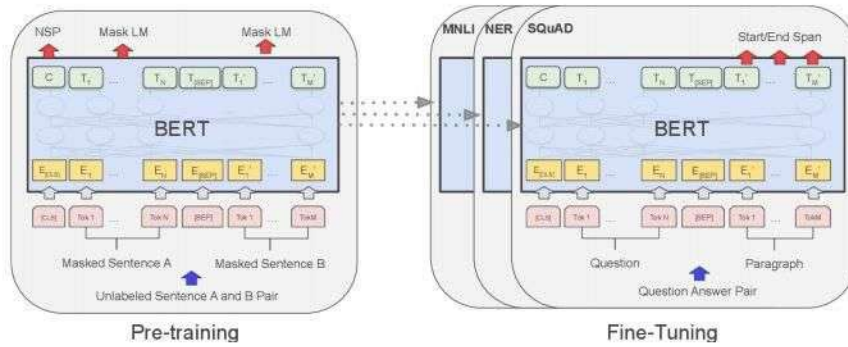 NSP Mask LM Mask LM
C T1 ... TN T[SEP] T1' ... TM'
BERT
E[CLS] E1 ... EN E[SEP] E1' ... EM'
[CLS] Tok 1 ... Tok N [SEP] Tok 1 ... TokM
Masked Sentence A Masked Sentence B
Unlabeled Sentence A and B Pair
Pre-training
MNLI NER SQuAD
Start/End Span
C T1 ... TN T[SEP] T1' ... TM'
BERT
E[CLS] E1 ... EN E[SEP] E1' ... EM'
[CLS] Tok 1 ... Tok N [SEP] Tok 1 ... TokM
Question Paragraph
Question Answer Pair
Fine-Tuning